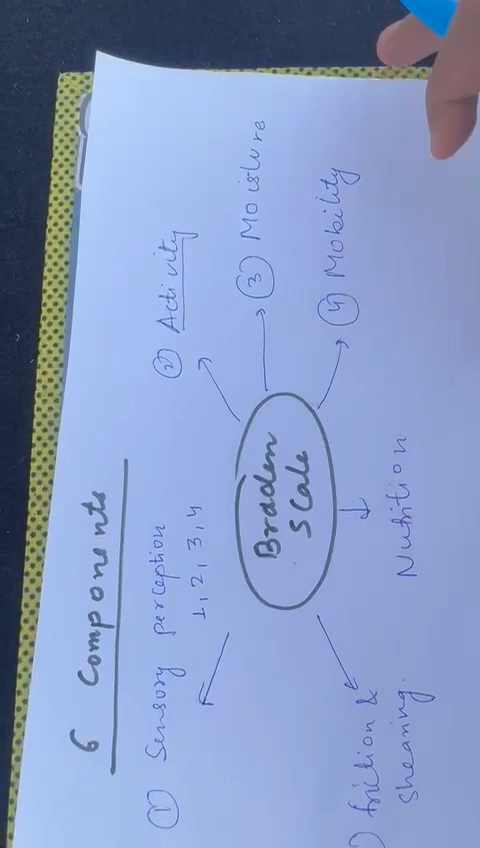 6 Components
① Sensory perception
1, 2, 3, 4
② Activity
③ Moisture
④ Mobility
Braden
Scale
Nutrition
) friction &
shearing.